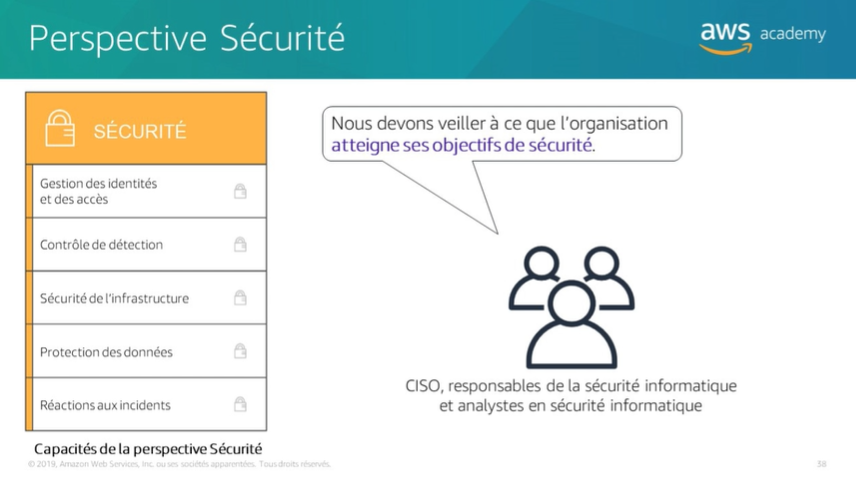 Perspective Sécurité
aws academy
SÉCURITÉ
Gestion des identités
et des accès
Contrôle de détection
Sécurité de l'infrastructure
Protection des données
Réactions aux incidents
Capacités de la perspective Sécurité
Nous devons veiller à ce que l'organisation
atteigne ses objectifs de sécurité.
CISO, responsables de la sécurité informatique
et analystes en sécurité informatique
© 2019, Amazon Web Services, Inc. ou ses sociétés apparentées. Tous droits réservés.
58